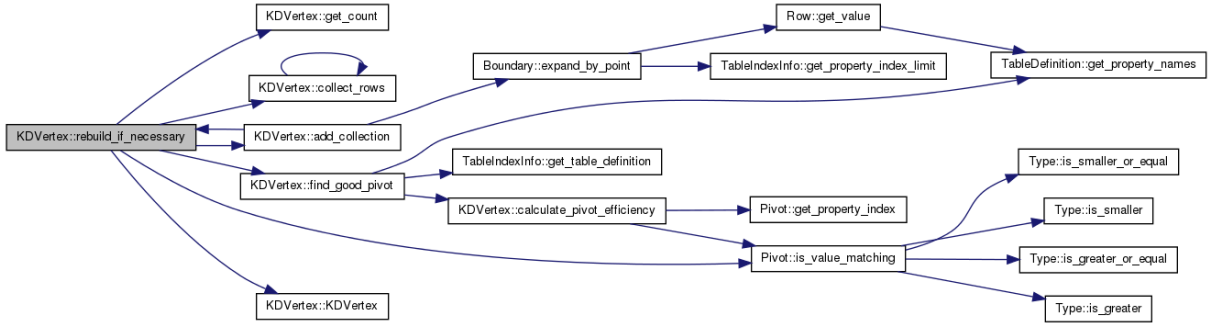 KDVertex::rebuild_if_necessary
KDVertex::get_count
KDVertex::collect_rows
KDVertex::add_collection
KDVertex::find_good_pivot
KDVertex::KDVertex
Boundary::expand_by_point
TableIndexInfo::get_table_definition
KDVertex::calculate_pivot_efficiency
Row::get_value
TableIndexInfo::get_property_index_limit
Pivot::get_property_index
Pivot::is_value_matching
TableDefinition::get_property_names
Type::is_smaller_or_equal
Type::is_smaller
Type::is_greater_or_equal
Type::is_greater